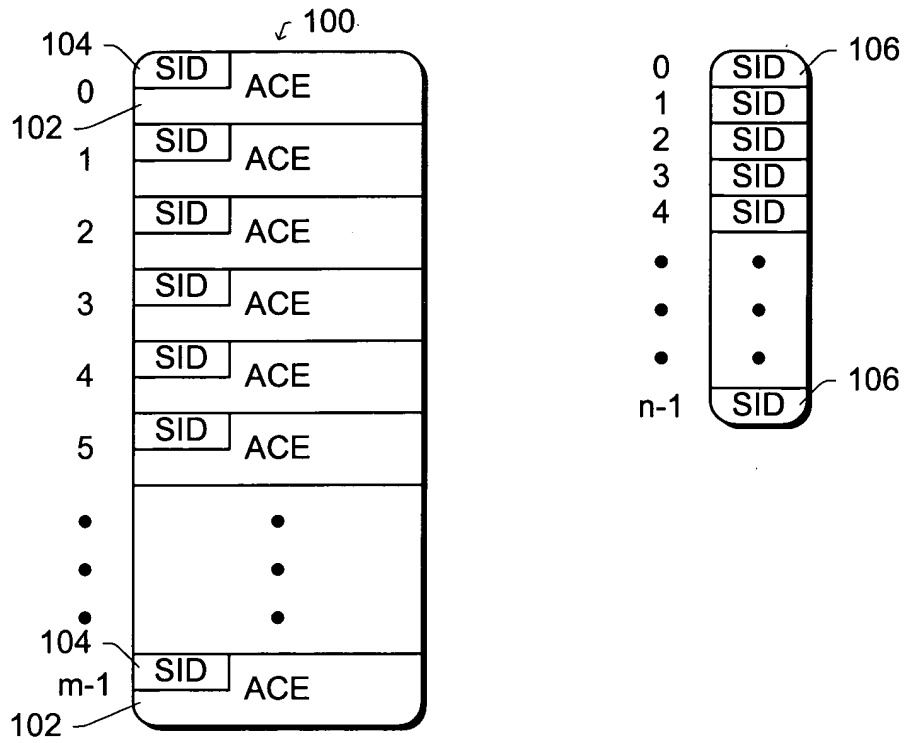 100
104
SID
0
ACE
102
SID
1
ACE
SID
2
ACE
SID
3
ACE
SID
4
ACE
SID
5
ACE
104
SID
m-1
ACE
102
0 SID 106
1 SID
2 SID
3 SID
4 SID
106
n-1 SID